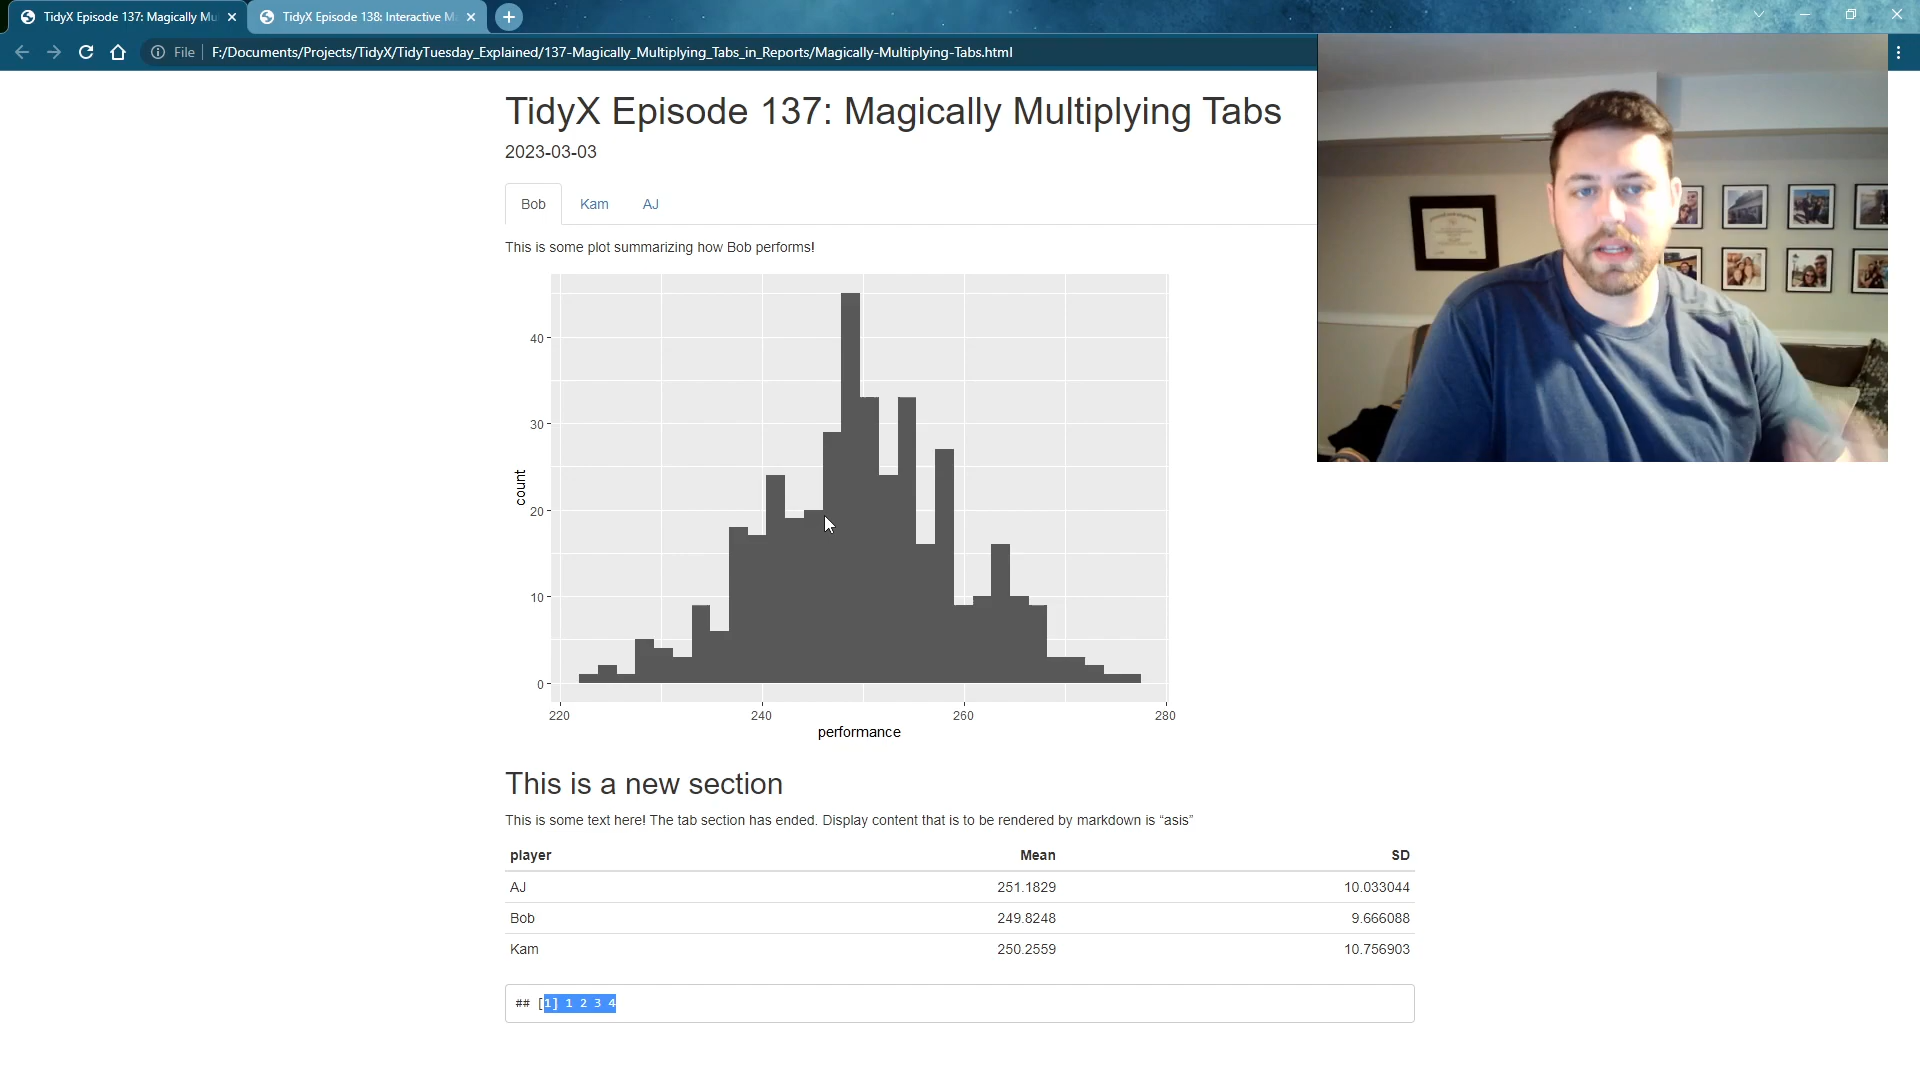 TidyX Episode 137: Magically Mu
TidyX Episode 138: Interactive M
File
F:/Documents/Projects/TidyX/TidyTuesday_Explained/137-Magically_Multiplying_Tabs_in_Reports/Magically-Multiplying-Tabs.html
TidyX Episode 137: Magically Multiplying Tabs
2023-03-03
Bob Kam AJ
This is some plot summarizing how Bob performs!
40
30
count
20
10
0
220 240 260 280
performance
This is a new section
This is some text here! The tab section has ended. Display content that is to be rendered by markdown is “asis”
player Mean SD
AJ 251.1829 10.033044
Bob 249.8248 9.666088
Kam 250.2559 10.756903
## [1] 1 2 3 4